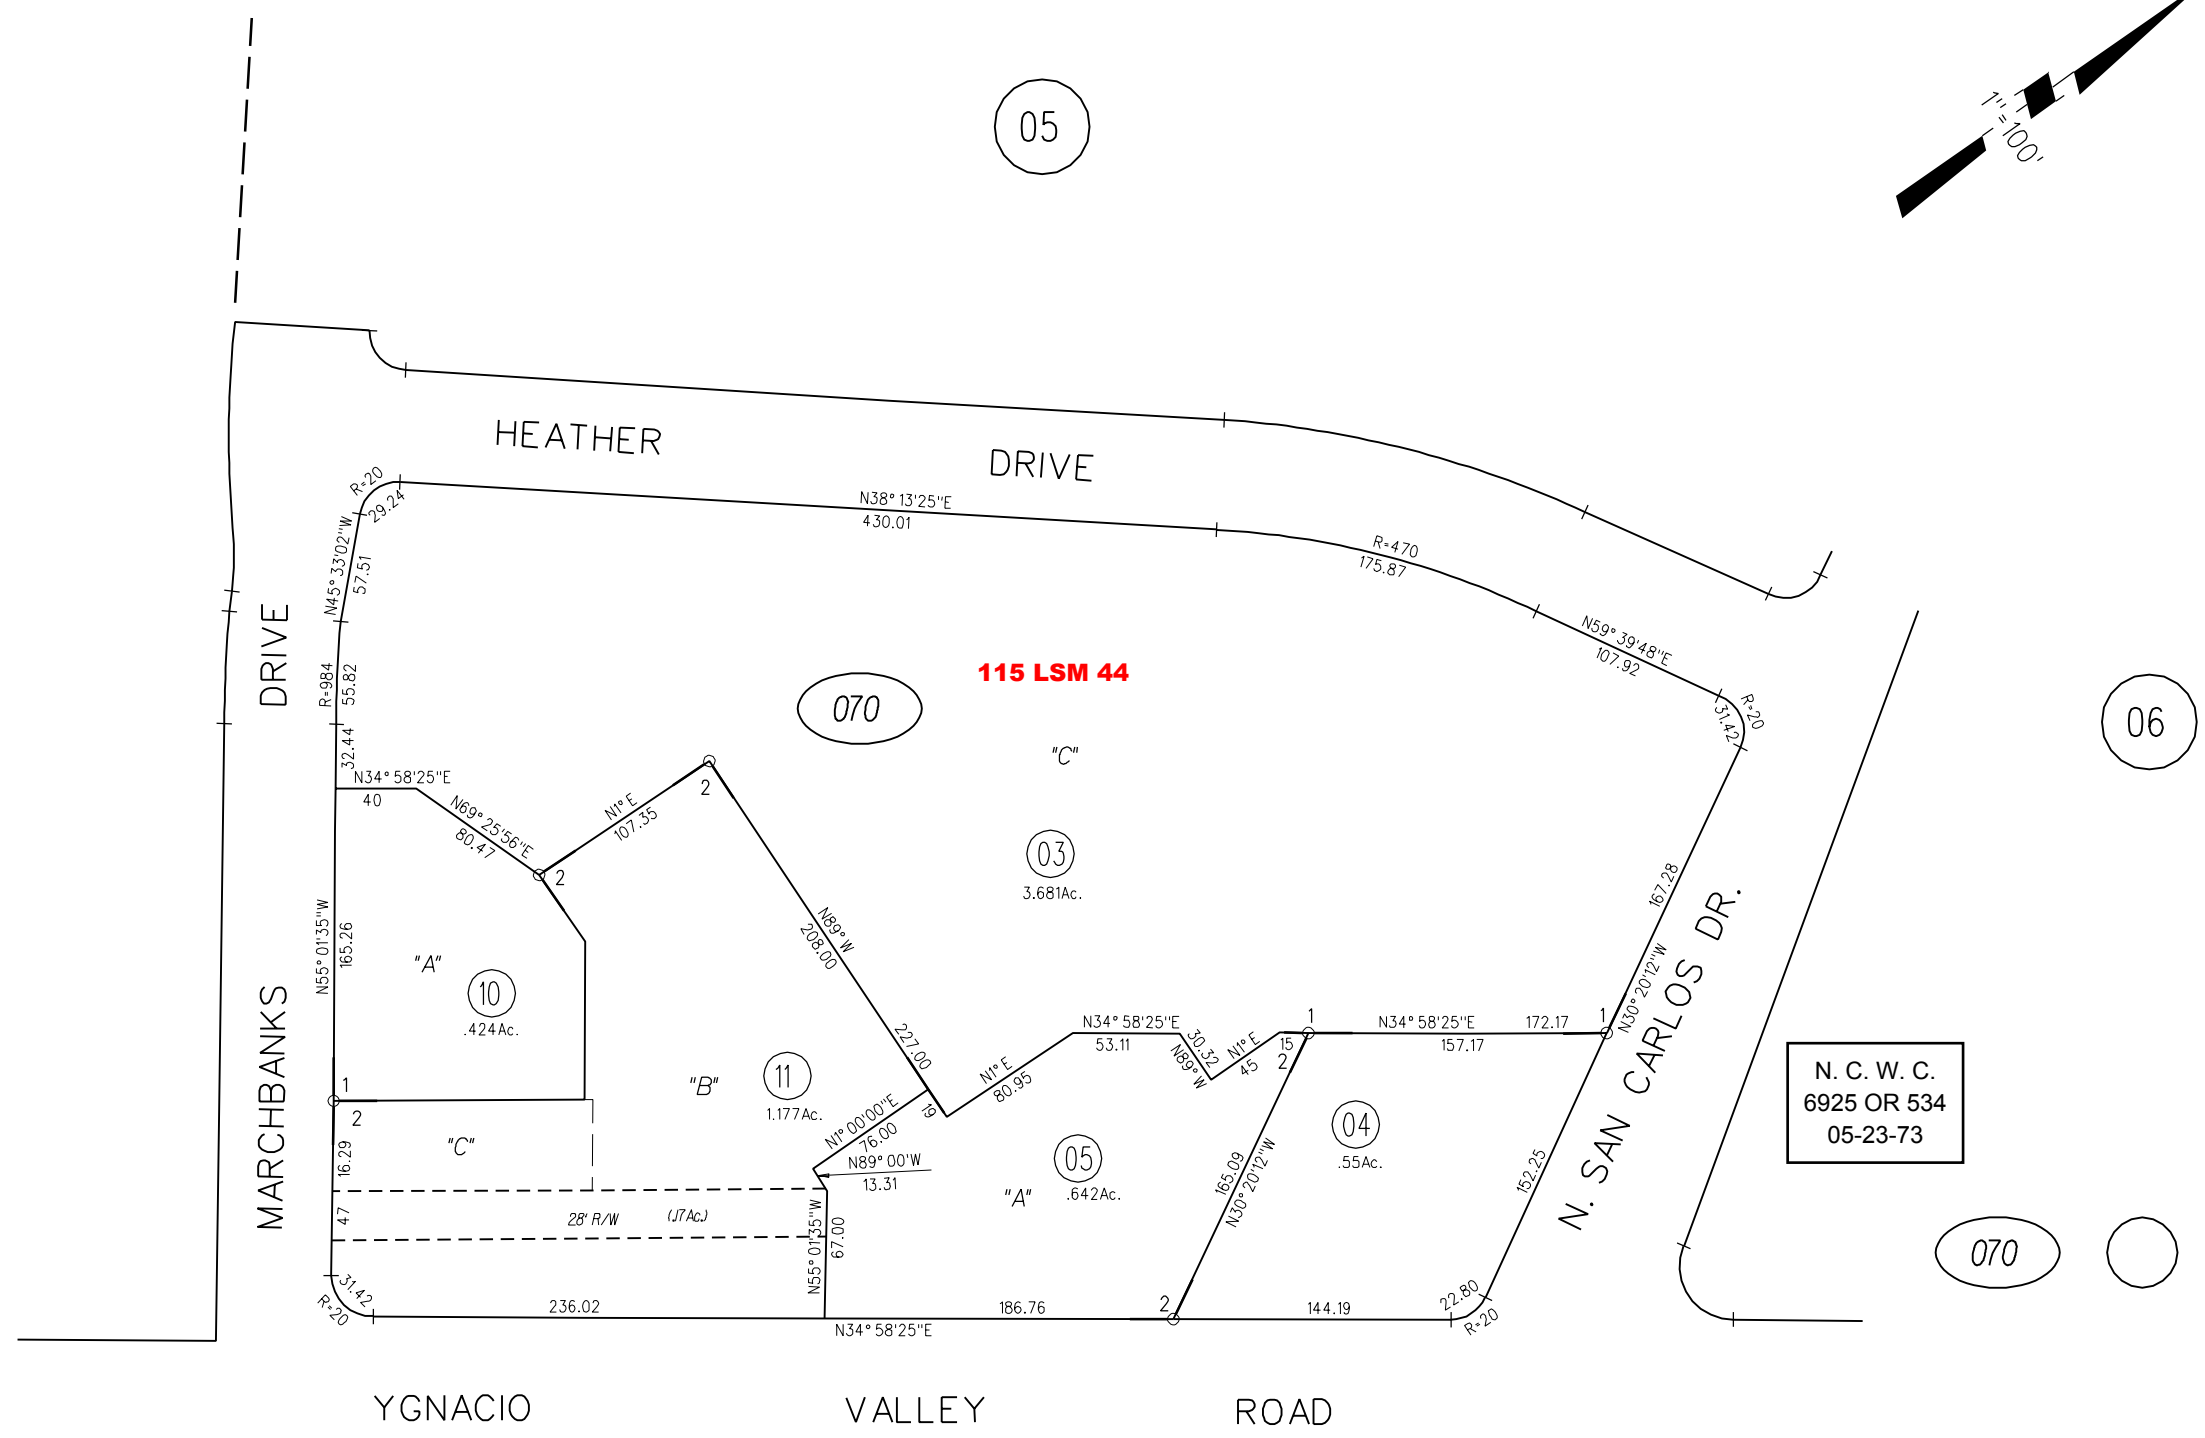 05
1"=100'
HEATHER DRIVE
R=20
29.24
N38° 13'25"E
430.01
N45° 33'02"W
57.51
R=470
175.87
R=984
55.82
N59° 39'48"E
107.92
115 LSM 44
070
R=20
31.42
06
32.44
N34° 58'25"E
40
N69° 25'56"E
80.47
N1° E
107.35
2
2
"C"
03
3.681Ac.
N89° W
208.00
227.00
19
167.28
N30° 20'12"W
N55° 01'35"W
165.26
"A"
10
.424Ac.
1
2
"C"
16.29
47
MARCHBANKS DRIVE
"B"
11
1.177Ac.
N1° 00'00"E
76.00
N89° 00'W
13.31
N1° E
80.95
N34° 58'25"E
53.11
30.32
N89° W
N1° E
45
15
1
2
N34° 58'25"E
172.17
157.17
1
05
.642Ac.
"A"
04
.55Ac.
165.09
N30° 20'12"W
152.25
N. SAN CARLOS DR.
N. C. W. C.
6925 OR 534
05-23-73
28' R/W
(.17Ac.)
N55° 01'35"W
67.00
31.42
R=20
236.02
N34° 58'25"E
186.76
2
144.19
22.80
R=20
070
YGNACIO VALLEY ROAD